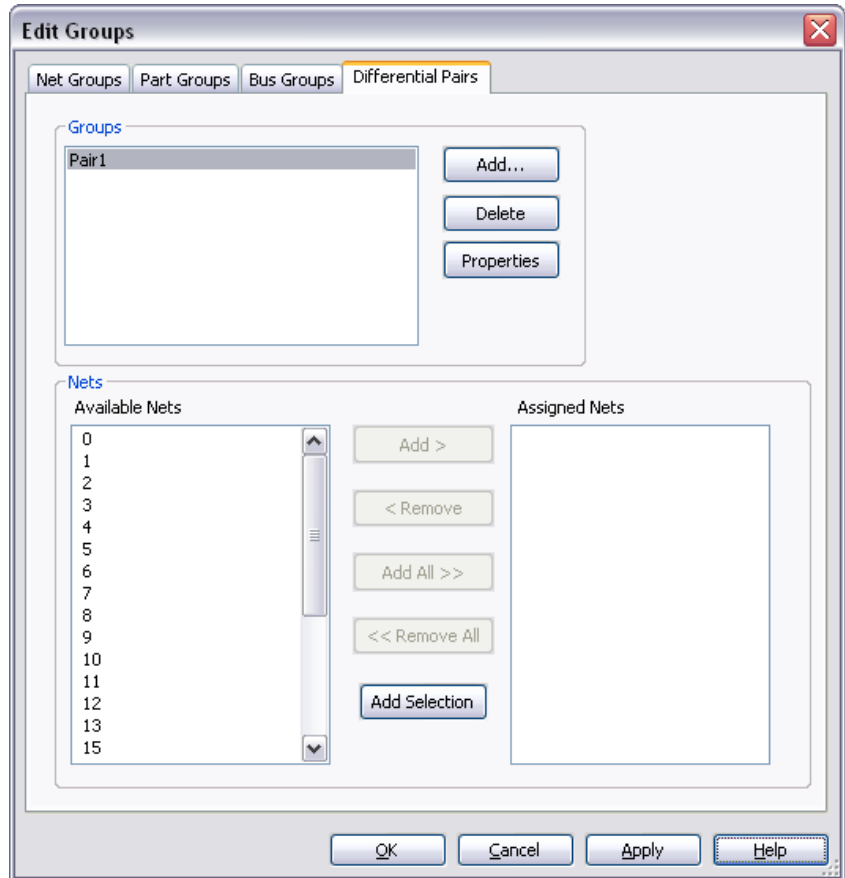 Edit Groups
Net Groups Part Groups Bus Groups Differential Pairs
Groups
Pair1
Add...
Delete
Properties
Nets
Available Nets
Assigned Nets
0
1
2
3
4
5
6
7
8
9
10
11
12
13
15
Add >
< Remove
Add All >>
<< Remove All
Add Selection
OK Cancel Apply Help